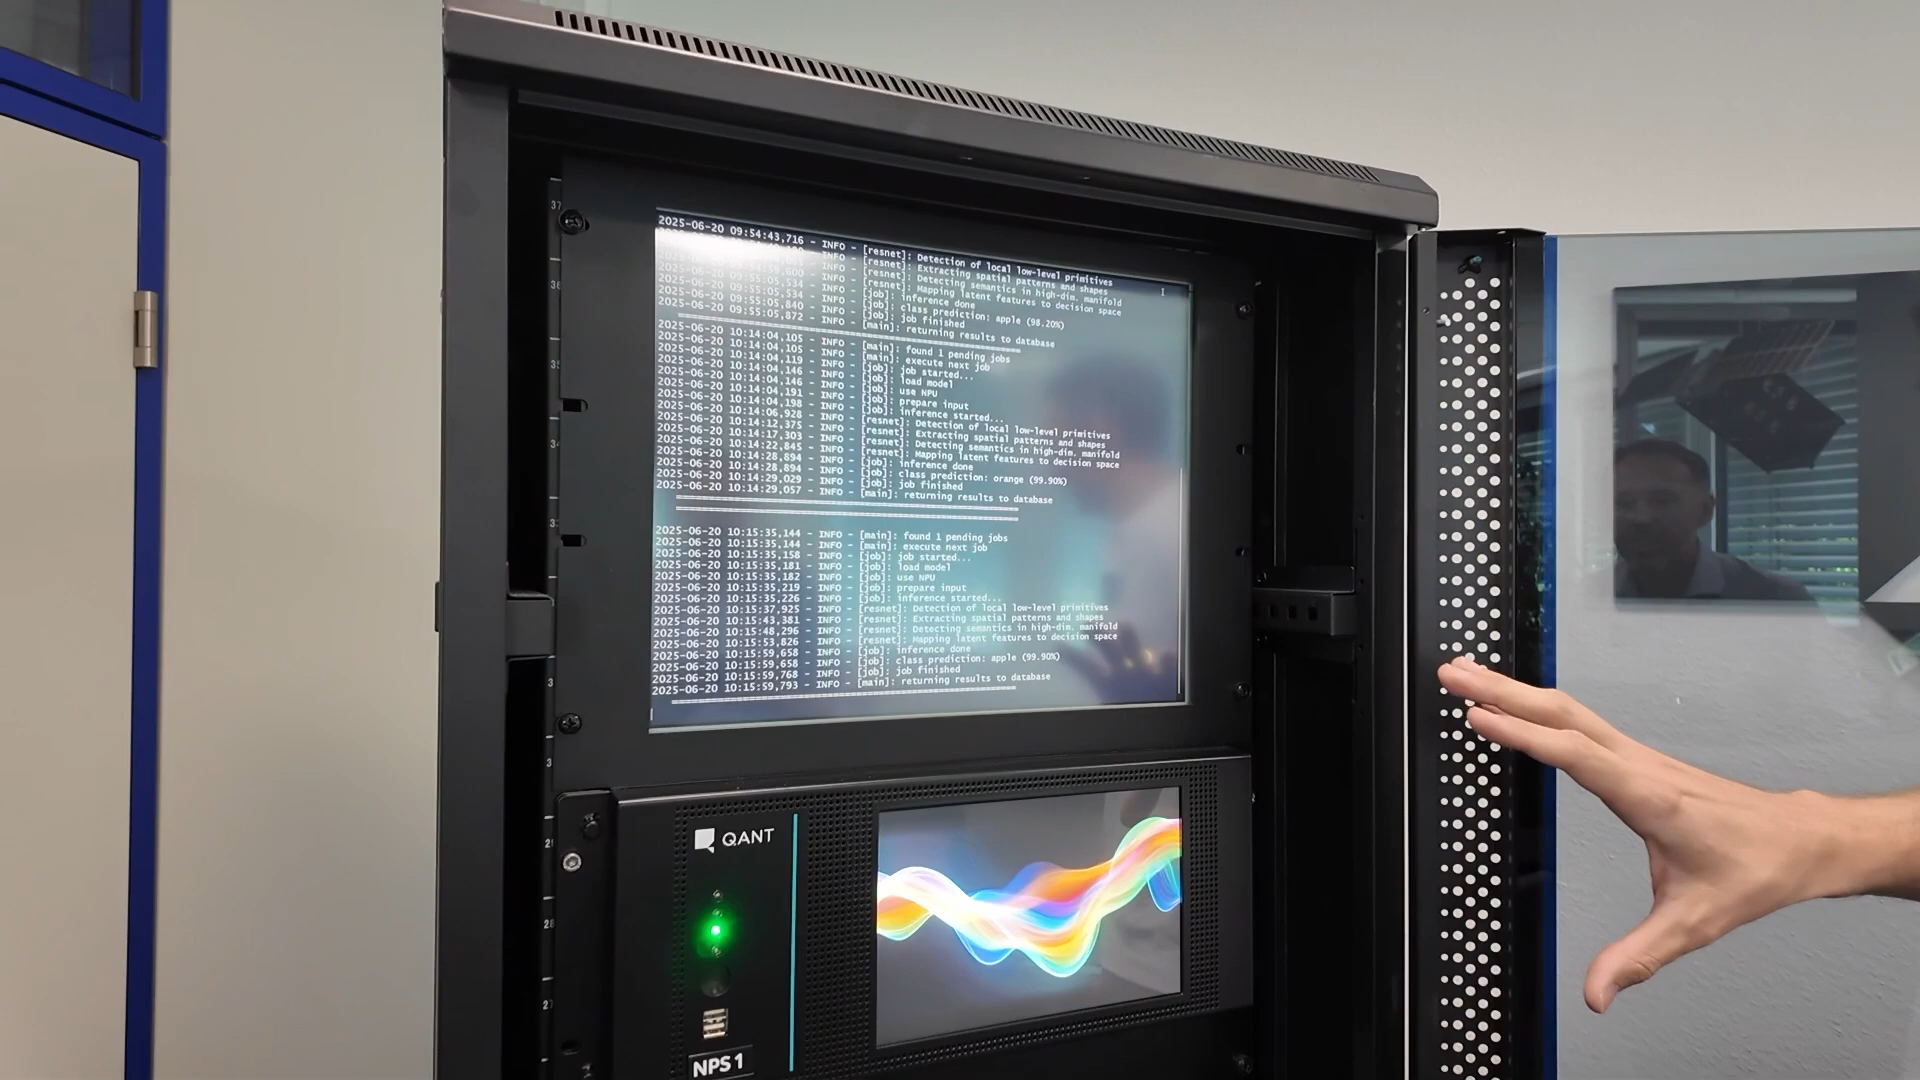 2025-06-20 09:54:43,716 - INFO - [resnet]: Detection of local low-level primitives
[resnet]: Extracting spatial patterns and shapes
[resnet]: Detecting semantics in high-dim. manifold
[resnet]: Mapping latent features to decision space
2025-06-20 09:55:05,534 - INFO - [job]: inference done
2025-06-20 09:55:05,534 - INFO - [job]: class prediction: apple (98.20%)
2025-06-20 09:55:05,840 - INFO - [job]: job finished
2025-06-20 09:55:05,872 - INFO - [main]: returning results to database
2025-06-20 10:14:04,105 - INFO - [main]: found 1 pending jobs
2025-06-20 10:14:04,105 - INFO - [main]: execute next job
2025-06-20 10:14:04,119 - INFO - [job]: job started...
2025-06-20 10:14:04,146 - INFO - [job]: load model
2025-06-20 10:14:04,146 - INFO - [job]: use NPU
2025-06-20 10:14:04,191 - INFO - [job]: prepare input
2025-06-20 10:14:04,198 - INFO - [job]: inference started...
2025-06-20 10:14:06,928 - INFO - [resnet]: Detection of local low-level primitives
2025-06-20 10:14:12,375 - INFO - [resnet]: Extracting spatial patterns and shapes
2025-06-20 10:14:17,303 - INFO - [resnet]: Detecting semantics in high-dim. manifold
2025-06-20 10:14:22,845 - INFO - [resnet]: Mapping latent features to decision space
2025-06-20 10:14:28,894 - INFO - [job]: inference done
2025-06-20 10:14:28,894 - INFO - [job]: class prediction: orange (99.90%)
2025-06-20 10:14:29,029 - INFO - [job]: job finished
2025-06-20 10:14:29,057 - INFO - [main]: returning results to database
2025-06-20 10:15:35,144 - INFO - [main]: found 1 pending jobs
2025-06-20 10:15:35,144 - INFO - [main]: execute next job
2025-06-20 10:15:35,158 - INFO - [job]: job started...
2025-06-20 10:15:35,181 - INFO - [job]: load model
2025-06-20 10:15:35,182 - INFO - [job]: use NPU
2025-06-20 10:15:35,219 - INFO - [job]: prepare input
2025-06-20 10:15:35,226 - INFO - [job]: inference started...
2025-06-20 10:15:37,925 - INFO - [resnet]: Detection of local low-level primitives
2025-06-20 10:15:43,381 - INFO - [resnet]: Extracting spatial patterns and shapes
2025-06-20 10:15:48,296 - INFO - [resnet]: Detecting semantics in high-dim. manifold
2025-06-20 10:15:53,826 - INFO - [resnet]: Mapping latent features to decision space
2025-06-20 10:15:59,658 - INFO - [job]: inference done
2025-06-20 10:15:59,658 - INFO - [job]: class prediction: apple (99.90%)
2025-06-20 10:15:59,768 - INFO - [job]: job finished
2025-06-20 10:15:59,793 - INFO - [main]: returning results to database
37
36
28
27
Q.ANT
NPS 1